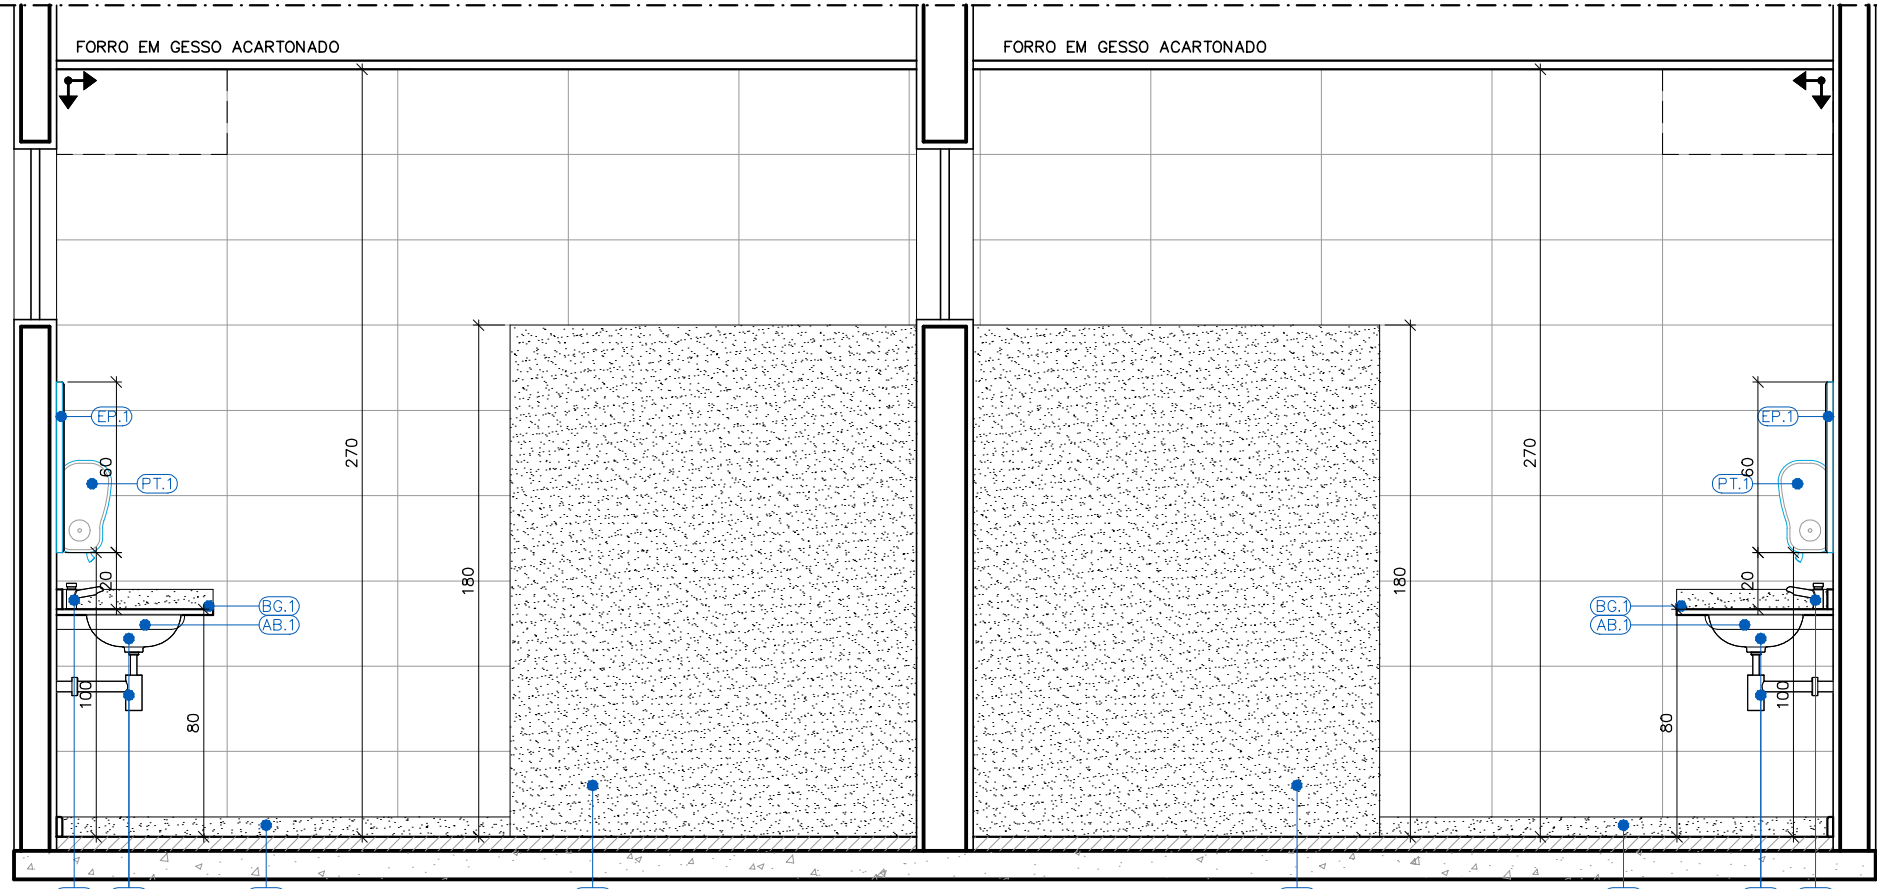 FORRO EM GESSO ACARTONADO
FORRO EM GESSO ACARTONADO
EP.1
EP.1
270
270
60
60
PT.1
PT.1
180
180
20
20
BG.1
BG.1
AB.1
AB.1
100
100
80
80